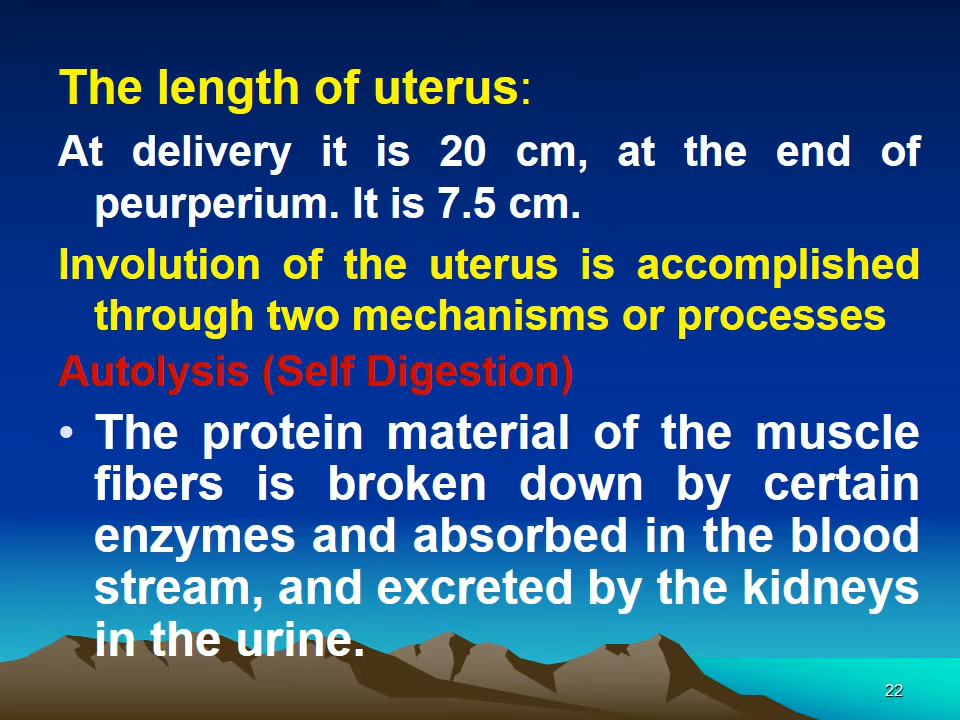 The length of uterus:
At delivery it is 20 cm, at the end of
peurperium. It is 7.5 cm.
Involution of the uterus is accomplished
through two mechanisms or processes
Autolysis (Self Digestion)
• The protein material of the muscle
fibers is broken down by certain
enzymes and absorbed in the blood
stream, and excreted by the kidneys
in the urine.
22